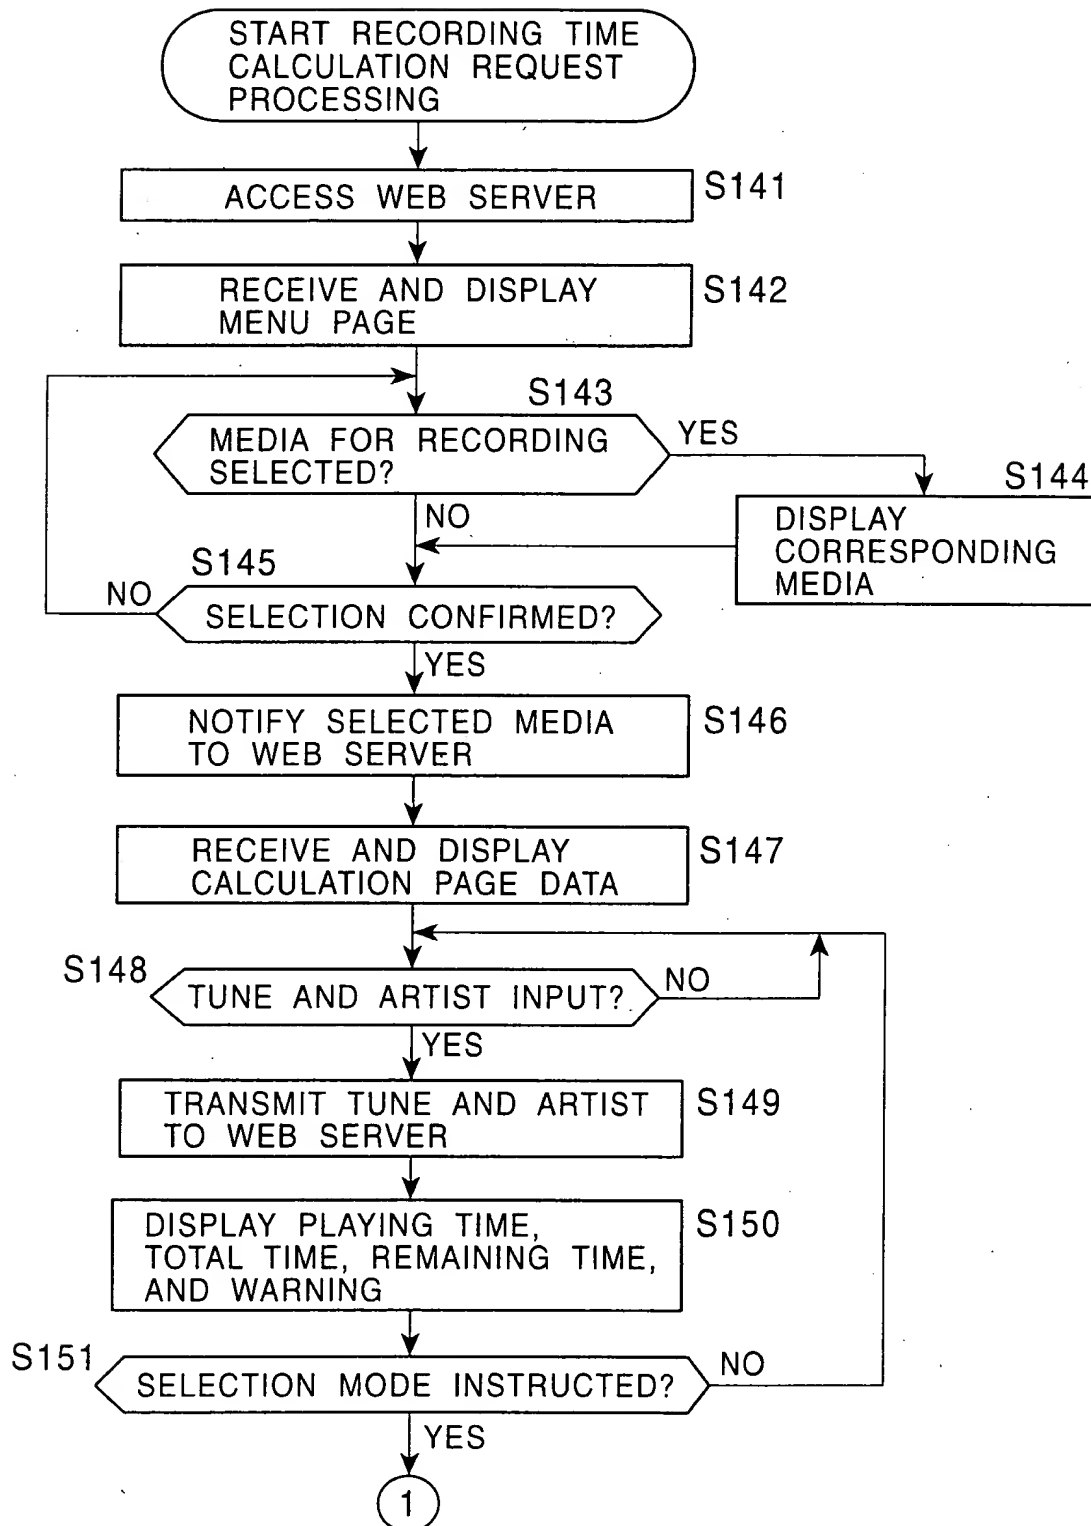 START RECORDING TIME
CALCULATION REQUEST
PROCESSING
ACCESS WEB SERVER
S141
RECEIVE AND DISPLAY
MENU PAGE
S142
S143
MEDIA FOR RECORDING
SELECTED?
YES
NO
S144
DISPLAY
CORRESPONDING
MEDIA
S145
NO
SELECTION CONFIRMED?
YES
NOTIFY SELECTED MEDIA
TO WEB SERVER
S146
RECEIVE AND DISPLAY
CALCULATION PAGE DATA
S147
S148
TUNE AND ARTIST INPUT?
NO
YES
TRANSMIT TUNE AND ARTIST
TO WEB SERVER
S149
DISPLAY PLAYING TIME,
TOTAL TIME, REMAINING TIME,
AND WARNING
S150
S151
SELECTION MODE INSTRUCTED?
NO
YES
1